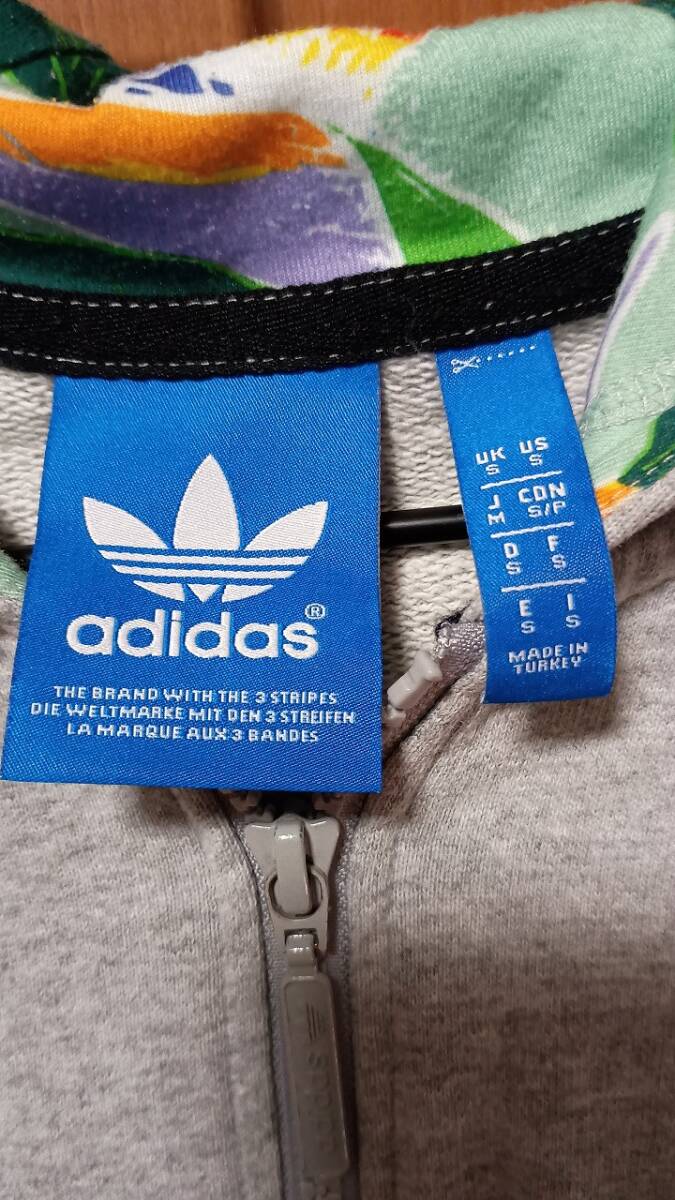 adidas®
THE BRAND WITH THE 3 STRIPES
DIE WELTMARKE MIT DEN 3 STREIFEN
LA MARQUE AUX 3 BANDES
UK US
S S
J CDN
M S/P
D F
S S
E I
S S
MADE IN
TURKEY
adidas